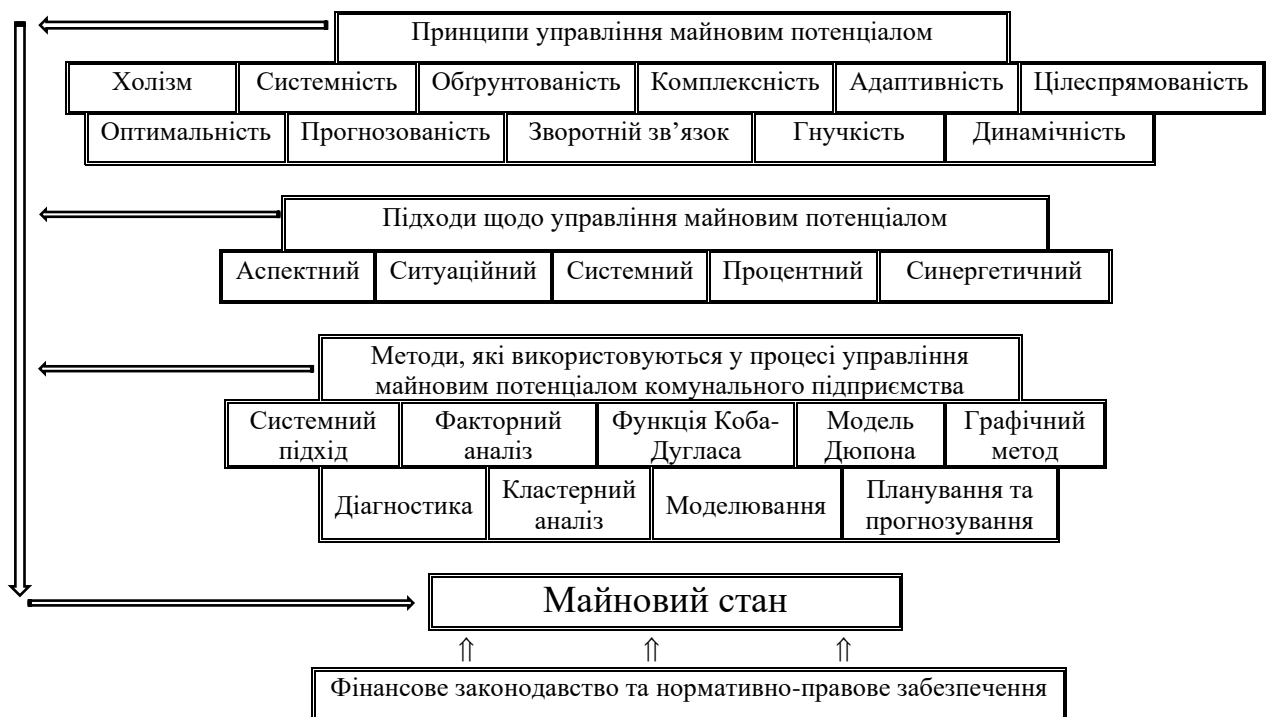 Принципи управління майновим потенціалом
Холізм Системність Обґрунтованість Комплексність Адаптивність Цілеспрямованість
Оптимальність Прогнозованість Зворотній зв’язок Гнучкість Динамічність
Підходи щодо управління майновим потенціалом
Аспектний Ситуаційний Системний Процентний Синергетичний
Методи, які використовуються у процесі управління
майновим потенціалом комунального підприємства
Системний підхід
Факторний аналіз
Функція Коба-Дугласа
Модель Дюпона
Графічний метод
Діагностика
Кластерний аналіз
Моделювання
Планування та прогнозування
Майновий стан
Фінансове законодавство та нормативно-правове забезпечення